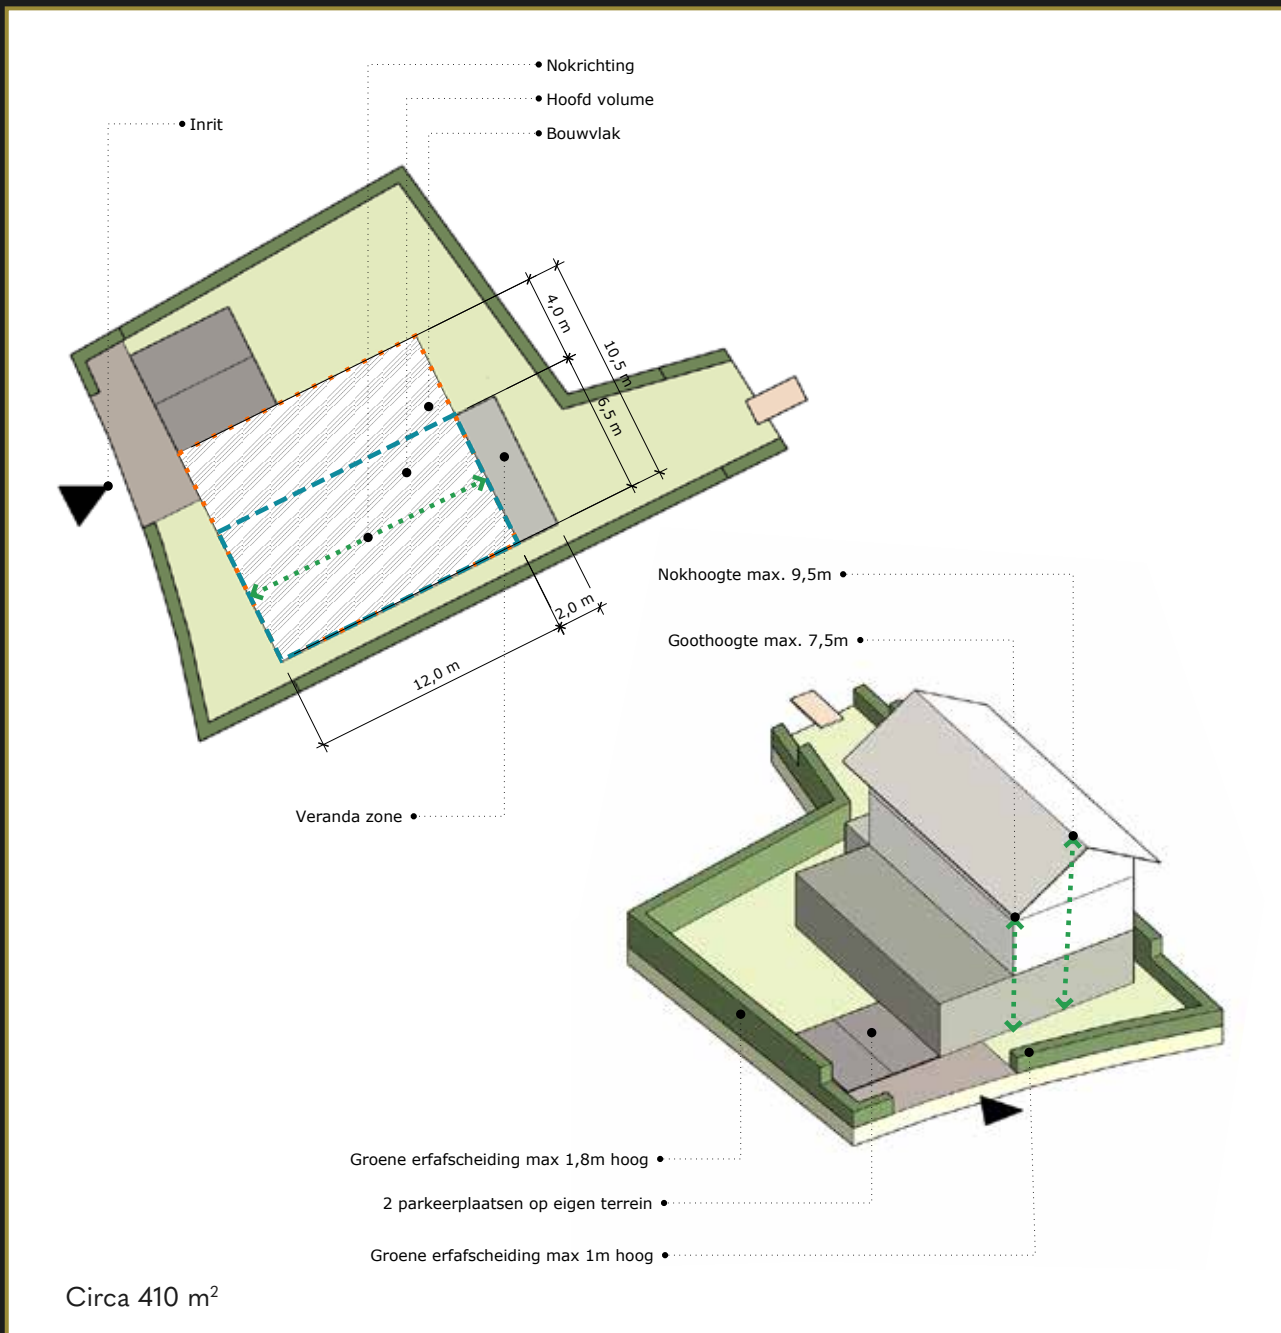 Nokrichting
Hoofd volume
Inrit
Bouwvlak
4,0 m
10,5 m
6,5 m
2,0 m
12,0 m
Nokhoogte max. 9,5m
Goothoogte max. 7,5m
Veranda zone
Groene erfafscheiding max 1,8m hoog
2 parkeerplaatsen op eigen terrein
Groene erfafscheiding max 1m hoog
Circa 410 m²